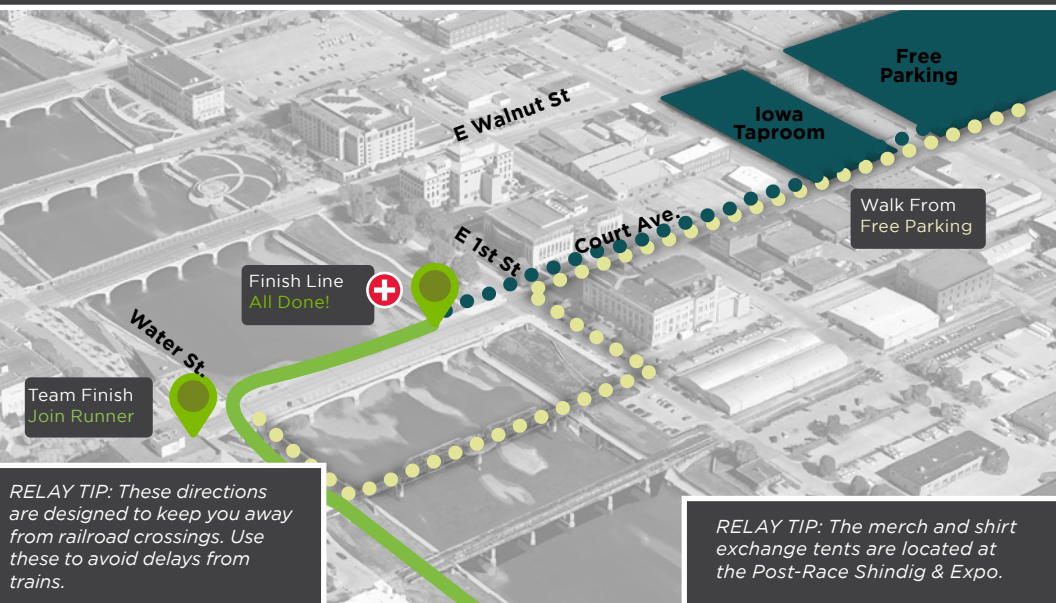 Free
Parking
Iowa
Taproom
E Walnut St
Walk From
Free Parking
Court Ave.
E 1st St
Finish Line
All Done!
Water St.
Team Finish
Join Runner
RELAY TIP: These directions
are designed to keep you away
from railroad crossings. Use
these to avoid delays from
trains.
RELAY TIP: The merch and shirt
exchange tents are located at
the Post-Race Shindig & Expo.